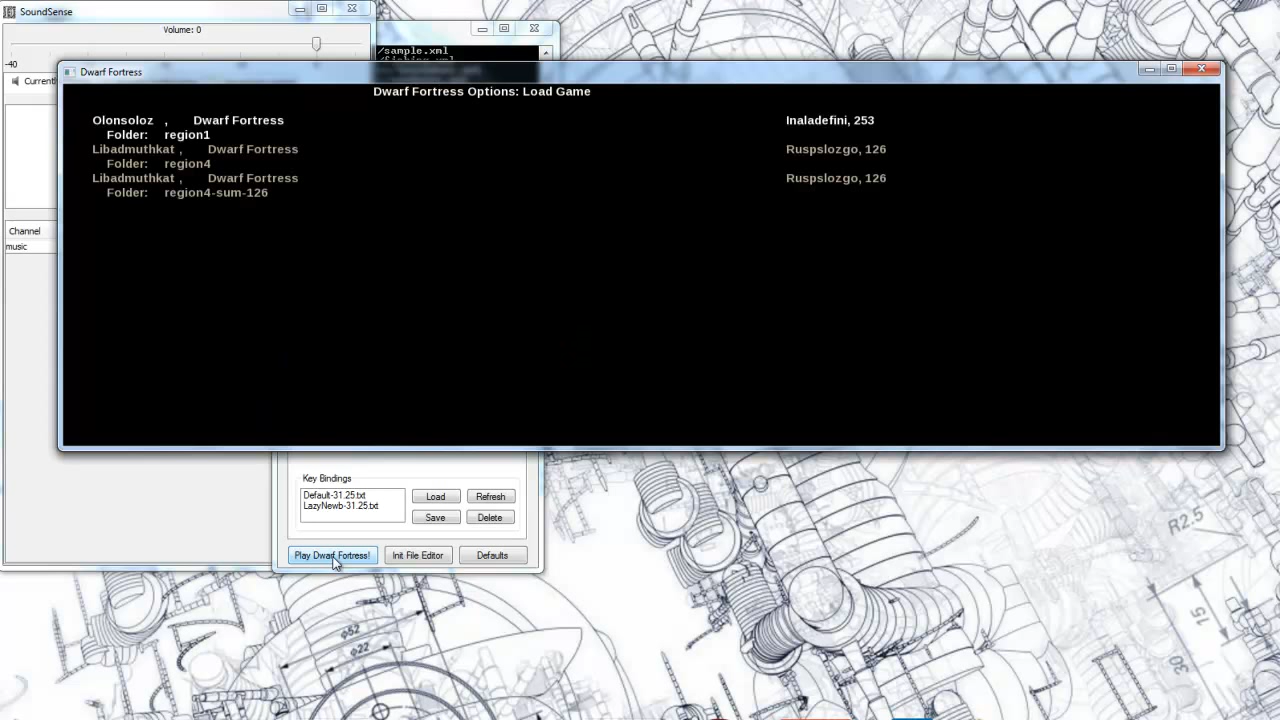 SoundSense
Volume: 0
-40
/sample.xml
Current
Dwarf Fortress
Dwarf Fortress Options: Load Game
Olonsoloz , Dwarf Fortress Inaladefini, 253
Folder: region1
Libadmuthkat , Dwarf Fortress Ruspslozgo, 126
Folder: region4
Libadmuthkat , Dwarf Fortress Ruspslozgo, 126
Folder: region4-sum-126
Channel
music
Key Bindings
Default-31.25.txt
LazyNewb-31.25.txt
Load Refresh
Save Delete
Play Dwarf Fortress! Init File Editor Defaults
R2.5
15
30
ϕ52
ϕ22